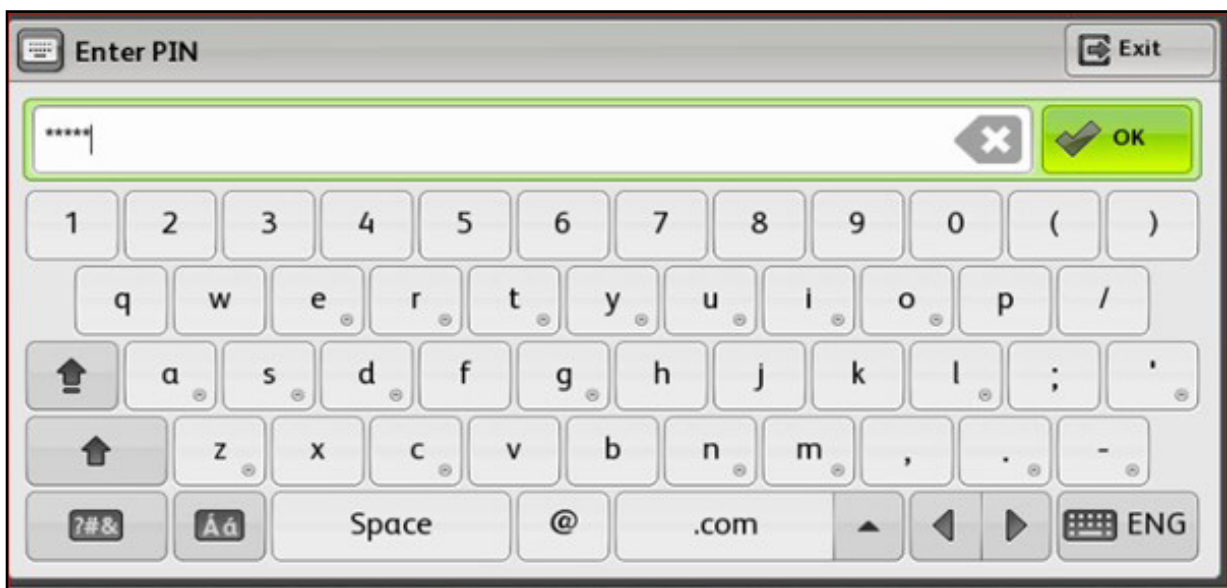 Enter PIN Exit
***** OK
1 2 3 4 5 6 7 8 9 0 ( )
q w e r t y u i o p /
a s d f g h j k l ; '
z x c v b n m , . -
?#& Áá Space @ .com ENG